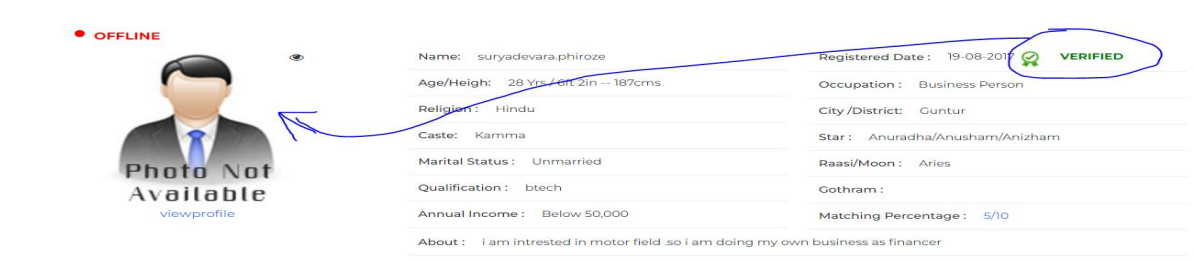 OFFLINE
Photo Not
Available
viewprofile
Name: suryadevara.phiroze
Age/Heigh: 28 Yrs / 6ft 2in -- 187cms
Religion : Hindu
Caste: Kamma
Marital Status : Unmarried
Qualification : btech
Annual Income : Below 50,000
Registered Date : 19-08-2017 VERIFIED
Occupation : Business Person
City /District: Guntur
Star : Anuradha/Anusham/Anizham
Raasi/Moon : Aries
Gothram :
Matching Percentage : 5/10
About : i am intrested in motor field .so i am doing my own business as financer